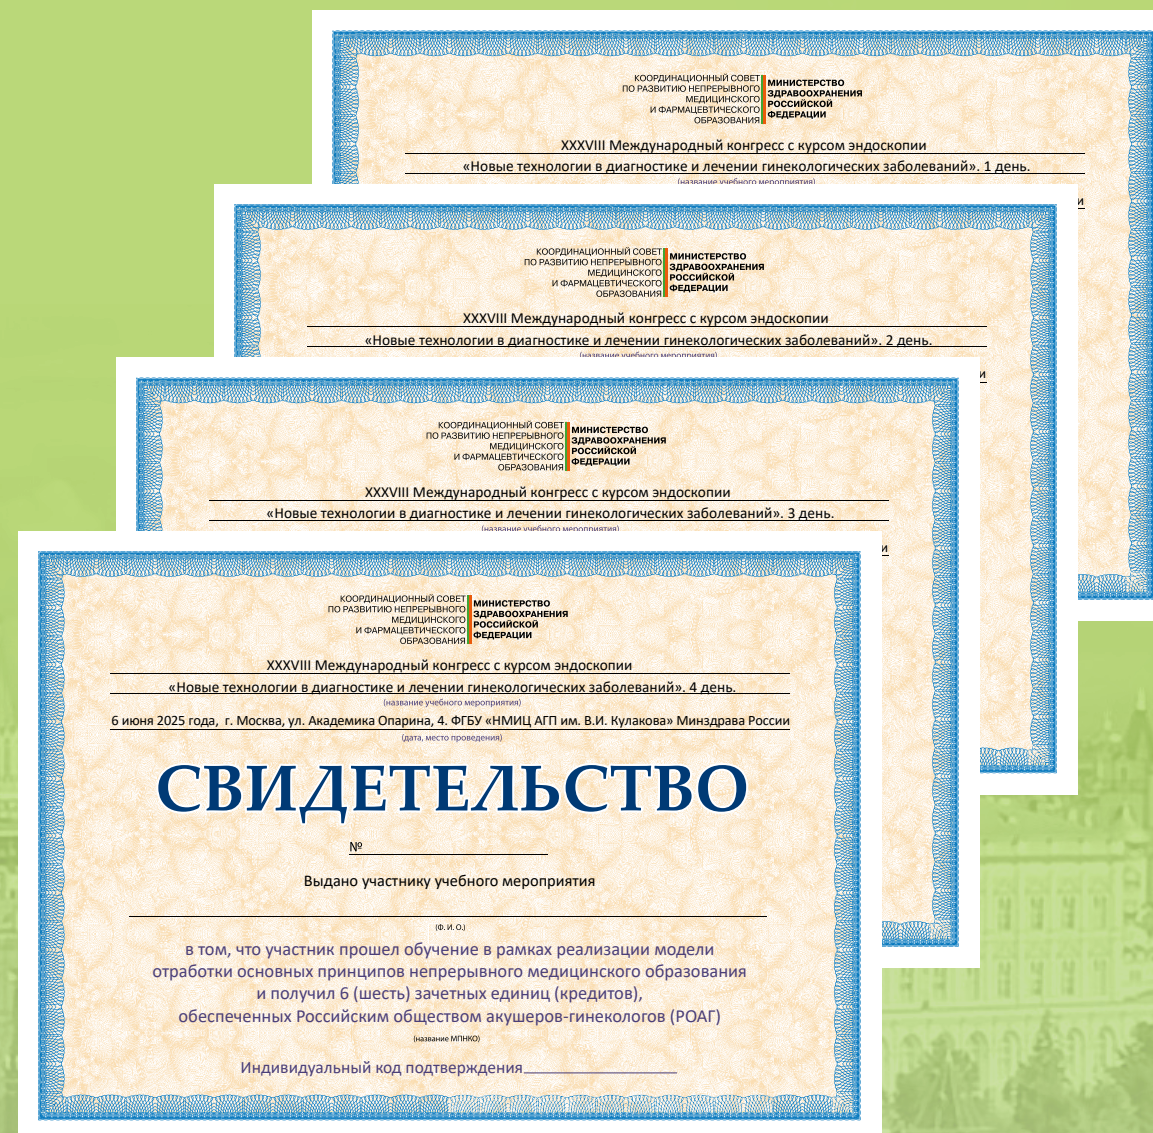 КООРДИНАЦИОННЫЙ СОВЕТ
ПО РАЗВИТИЮ НЕПРЕРЫВНОГО
МЕДИЦИНСКОГО
И ФАРМАЦЕВТИЧЕСКОГО
ОБРАЗОВАНИЯ
МИНИСТЕРСТВО
ЗДРАВООХРАНЕНИЯ
РОССИЙСКОЙ
ФЕДЕРАЦИИ
XXXVIII Международный конгресс с курсом эндоскопии
«Новые технологии в диагностике и лечении гинекологических заболеваний». 1 день.
(название учебного мероприятия)
и
КООРДИНАЦИОННЫЙ СОВЕТ
ПО РАЗВИТИЮ НЕПРЕРЫВНОГО
МЕДИЦИНСКОГО
И ФАРМАЦЕВТИЧЕСКОГО
ОБРАЗОВАНИЯ
МИНИСТЕРСТВО
ЗДРАВООХРАНЕНИЯ
РОССИЙСКОЙ
ФЕДЕРАЦИИ
XXXVIII Международный конгресс с курсом эндоскопии
«Новые технологии в диагностике и лечении гинекологических заболеваний». 2 день.
(название учебного мероприятия)
и
КООРДИНАЦИОННЫЙ СОВЕТ
ПО РАЗВИТИЮ НЕПРЕРЫВНОГО
МЕДИЦИНСКОГО
И ФАРМАЦЕВТИЧЕСКОГО
ОБРАЗОВАНИЯ
МИНИСТЕРСТВО
ЗДРАВООХРАНЕНИЯ
РОССИЙСКОЙ
ФЕДЕРАЦИИ
XXXVIII Международный конгресс с курсом эндоскопии
«Новые технологии в диагностике и лечении гинекологических заболеваний». 3 день.
(название учебного мероприятия)
и
КООРДИНАЦИОННЫЙ СОВЕТ
ПО РАЗВИТИЮ НЕПРЕРЫВНОГО
МЕДИЦИНСКОГО
И ФАРМАЦЕВТИЧЕСКОГО
ОБРАЗОВАНИЯ
МИНИСТЕРСТВО
ЗДРАВООХРАНЕНИЯ
РОССИЙСКОЙ
ФЕДЕРАЦИИ
XXXVIII Международный конгресс с курсом эндоскопии
«Новые технологии в диагностике и лечении гинекологических заболеваний». 4 день.
(название учебного мероприятия)
6 июня 2025 года, г. Москва, ул. Академика Опарина, 4. ФГБУ «НМИЦ АГП им. В.И. Кулакова» Минздрава России
(дата, место проведения)
СВИДЕТЕЛЬСТВО
№
Выдано участнику учебного мероприятия
(Ф. И. О.)
в том, что участник прошел обучение в рамках реализации модели
отработки основных принципов непрерывного медицинского образования
и получил 6 (шесть) зачетных единиц (кредитов),
обеспеченных Российским обществом акушеров-гинекологов (РОАГ)
(название МПНКО)
Индивидуальный код подтверждения